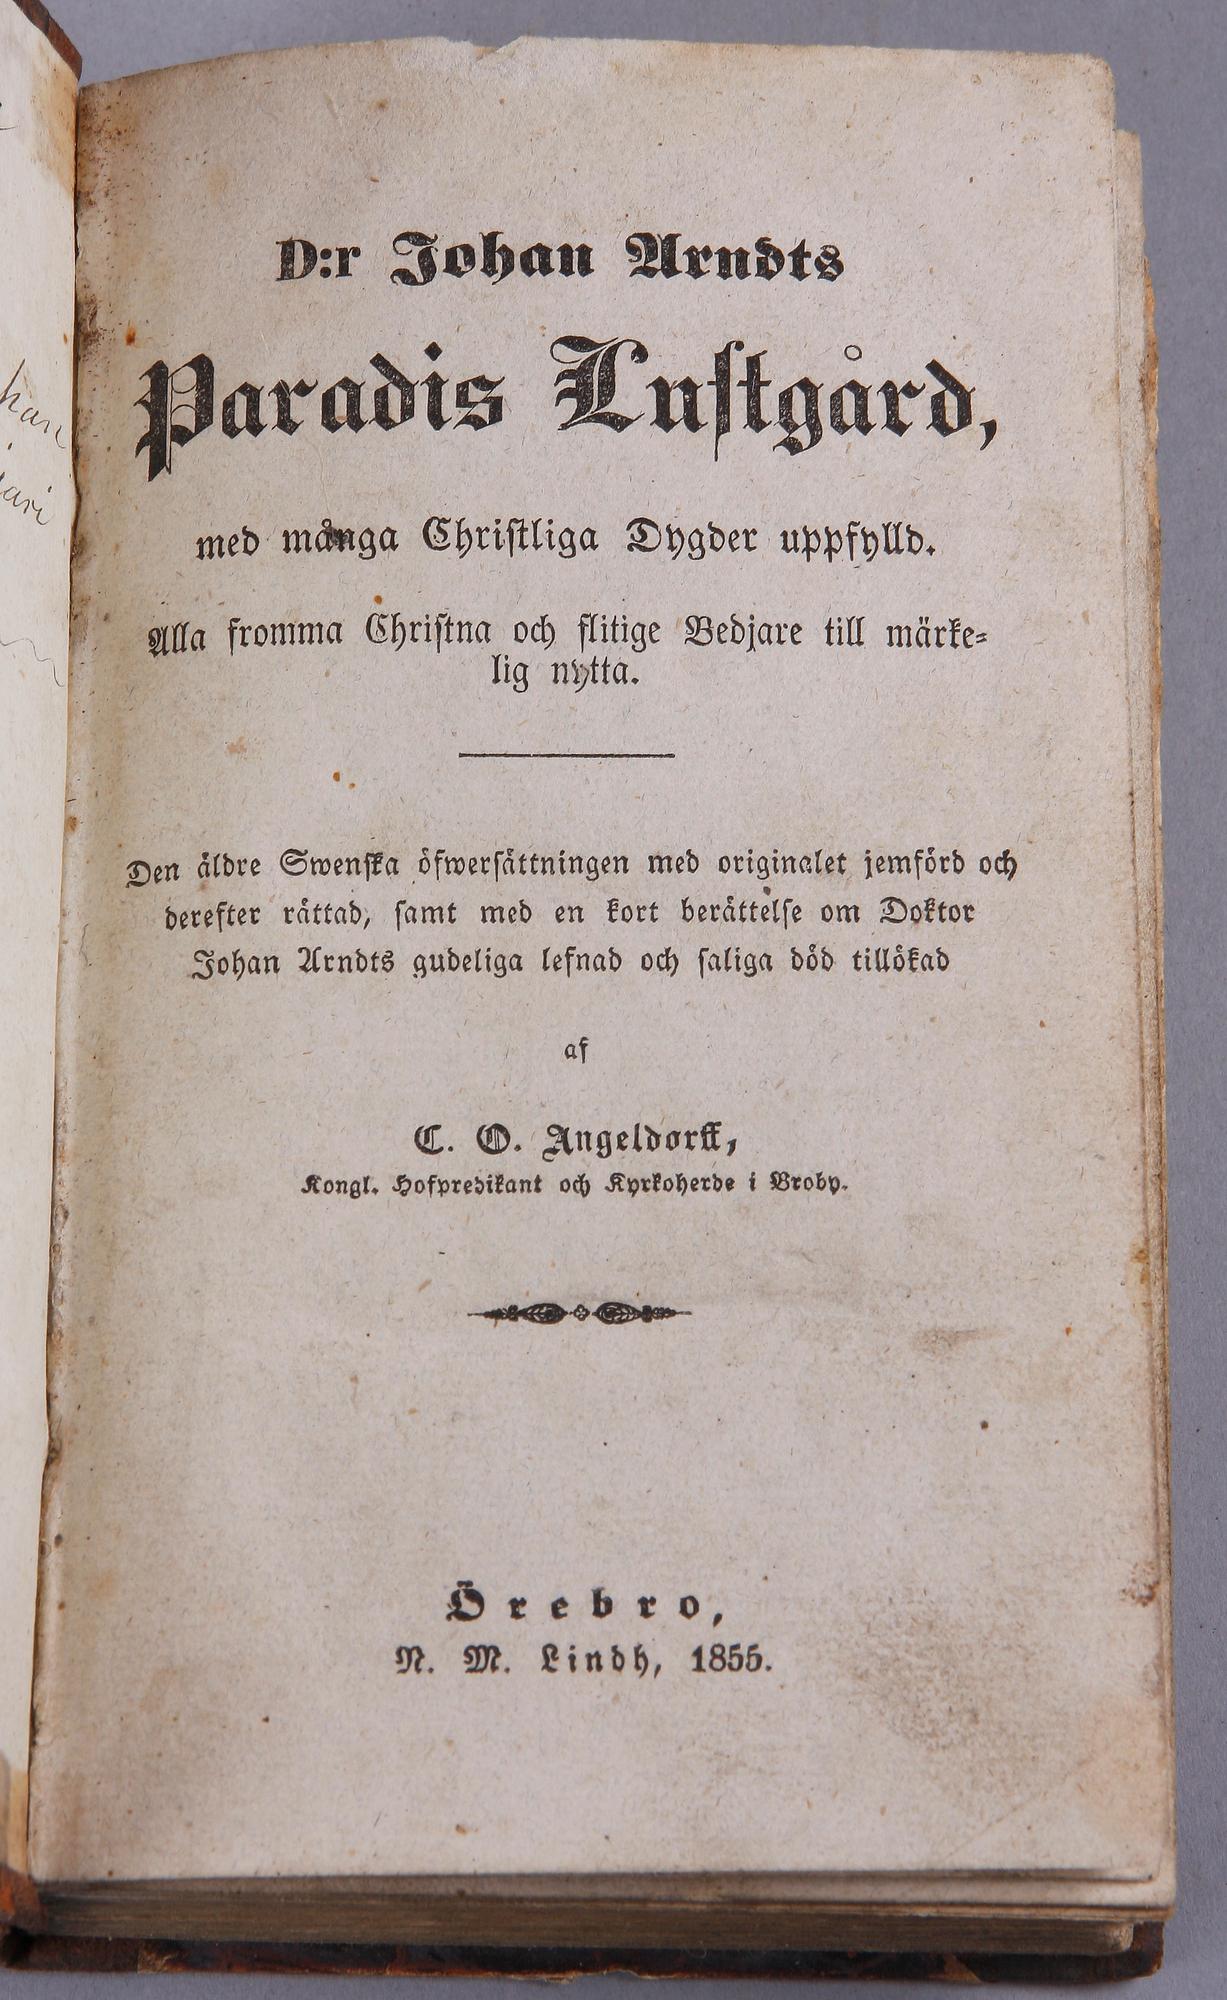 D:r Johan Arndts
Paradis Lustgård,
med många Christliga Dygder uppfylld.
Alla fromma Christna och flitige Bedjare till märke-
lig nytta.
Den äldre Swenska öfwersättningen med originalet jemförd och
derefter rättad, samt med en kort berättelse om Doktor
Johan Arndts gudeliga lefnad och saliga död tillökad
af
C. O. Angeldorff,
Kongl. Hofpredikant och Kyrkoherde i Broby.
Örebro,
N. M. Lindh, 1855.